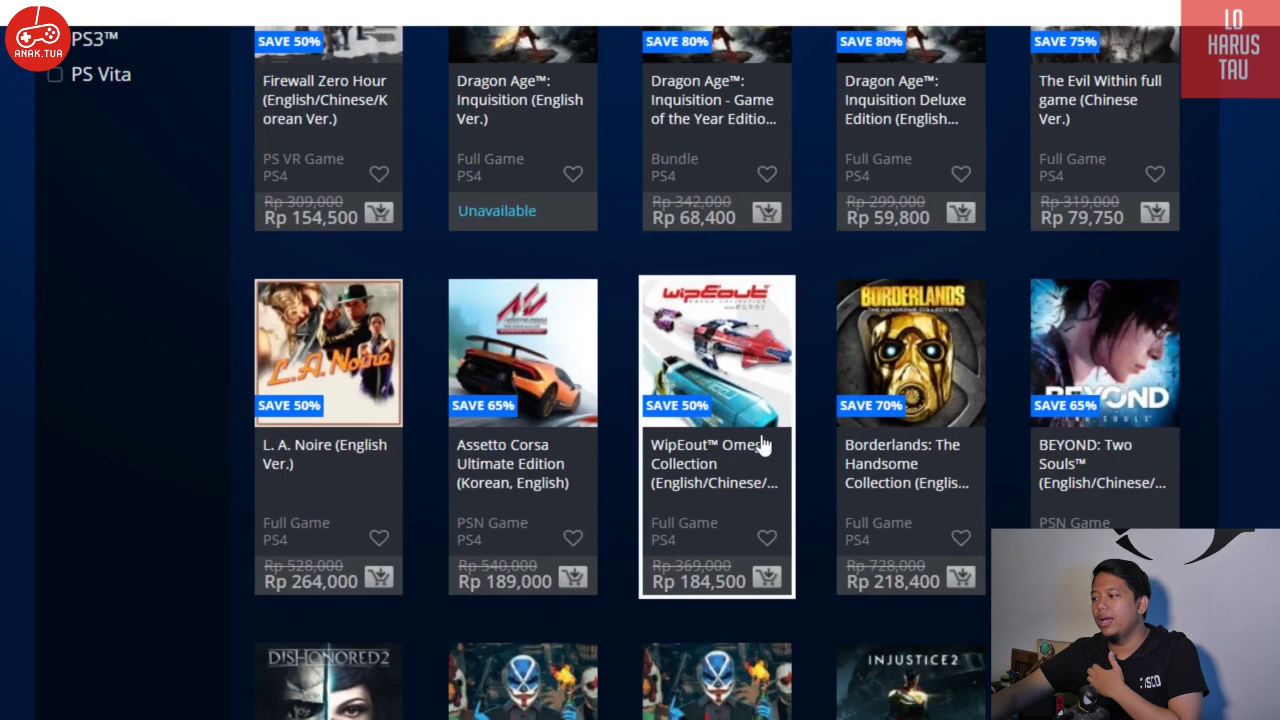 PS3™
PS Vita
ANAK.TUA
LO
HARUS
TAU
SAVE 50%
Firewall Zero Hour
(English/Chinese/K
orean Ver.)
PS VR Game
PS4
Rp 309,000
Rp 154,500
Dragon Age™:
Inquisition (English
Ver.)
Full Game
PS4
Unavailable
SAVE 80%
Dragon Age™:
Inquisition - Game
of the Year Editio...
Bundle
PS4
Rp 342,000
Rp 68,400
SAVE 80%
Dragon Age™:
Inquisition Deluxe
Edition (English...
Full Game
PS4
Rp 299,000
Rp 59,800
SAVE 75%
The Evil Within full
game (Chinese
Ver.)
Full Game
PS4
Rp 319,000
Rp 79,750
L.A. Noire
SAVE 50%
L. A. Noire (English
Ver.)
Full Game
PS4
Rp 528,000
Rp 264,000
SAVE 65%
Assetto Corsa
Ultimate Edition
(Korean, English)
PSN Game
PS4
Rp 540,000
Rp 189,000
wipEout
SAVE 50%
WipEout™ Ome
Collection
(English/Chinese/...
Full Game
PS4
Rp 369,000
Rp 184,500
BORDERLANDS
THE HANDSOME COLLECTION
SAVE 70%
Borderlands: The
Handsome
Collection (Englis...
Full Game
PS4
Rp 728,000
Rp 218,400
BEYOND
SAVE 65%
BEYOND: Two
Souls™
(English/Chinese/...
PSN Game
DISHONORED2
INJUSTICE2